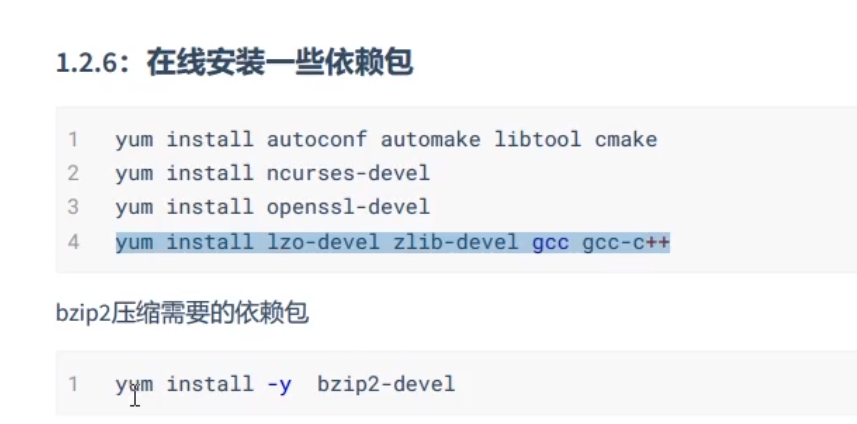 1.2.6：在线安装一些依赖包
1 yum install autoconf automake libtool cmake
2 yum install ncurses-devel
3 yum install openssl-devel
4 yum install lzo-devel zlib-devel gcc gcc-c++
bzip2压缩需要的依赖包
1 yum install -y  bzip2-devel